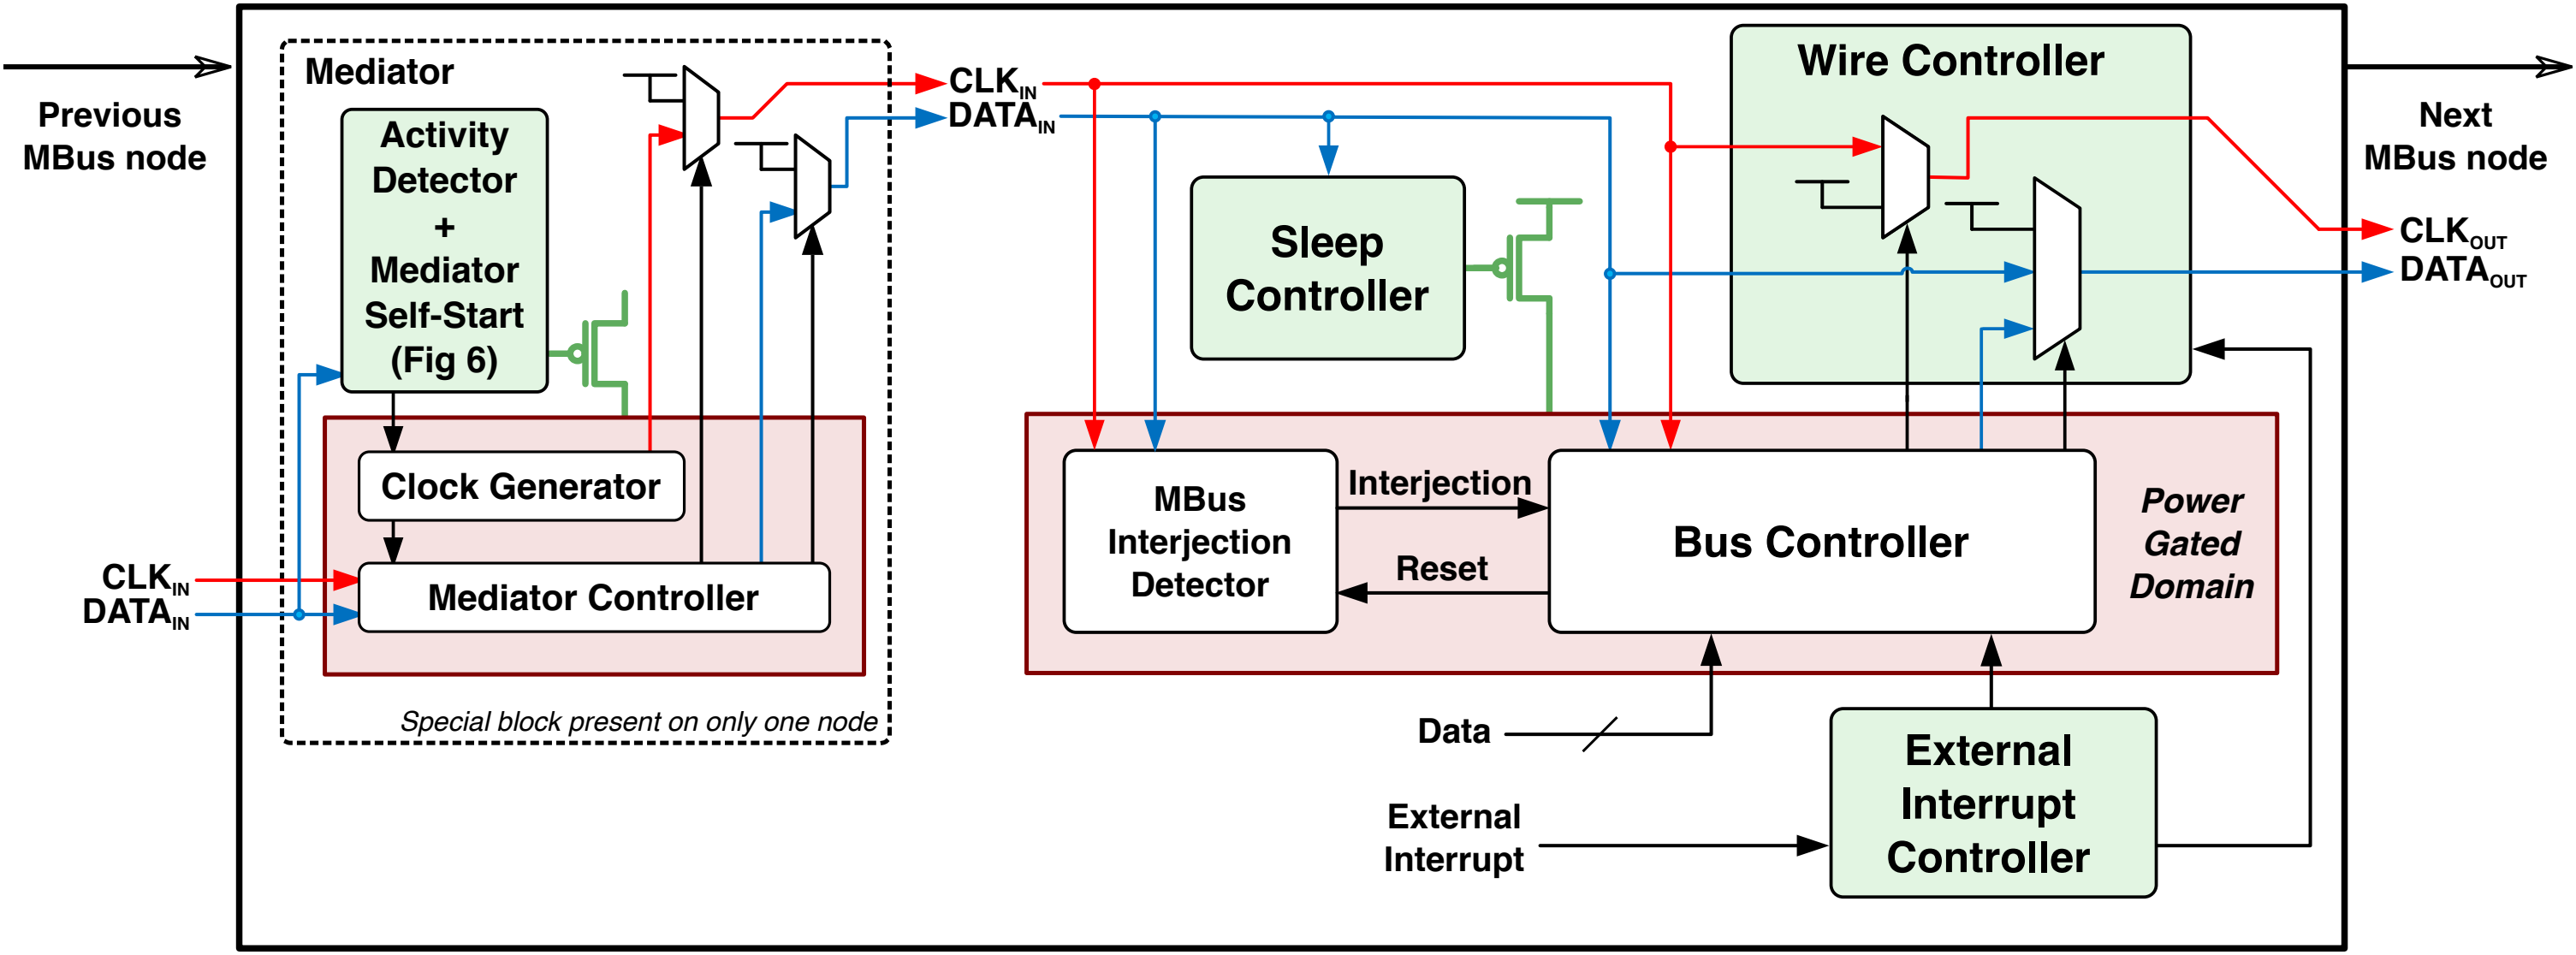 Previous
MBus node
Mediator
Activity
Detector
+
Mediator
Self-Start
(Fig 6)
Clock Generator
Mediator Controller
CLKIN
DATAIN
Special block present on only one node
CLKIN
DATAIN
Sleep
Controller
Wire Controller
Next
MBus node
CLKOUT
DATAOUT
MBus
Interjection
Detector
Interjection
Reset
Bus Controller
Power
Gated
Domain
Data
External
Interrupt
External
Interrupt
Controller